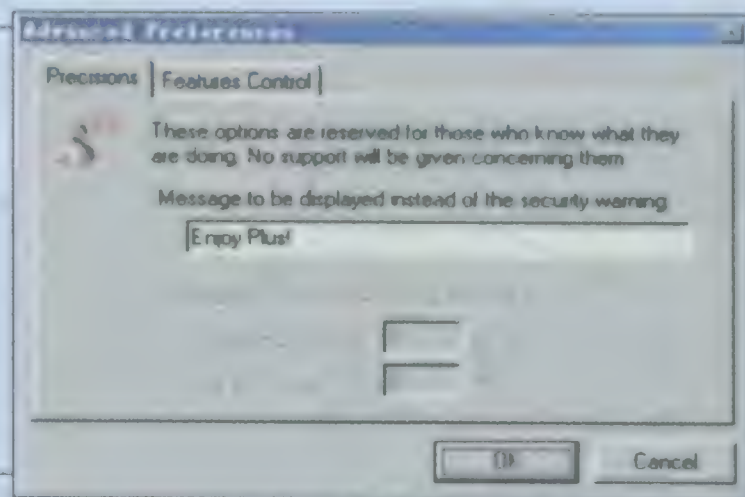 Advanced Preferences
Precisions
Features Control
These options are reserved for those who know what they
are doing. No support will be given concerning them
Message to be displayed instead of the security warning
Enjoy Plus!
OK
Cancel